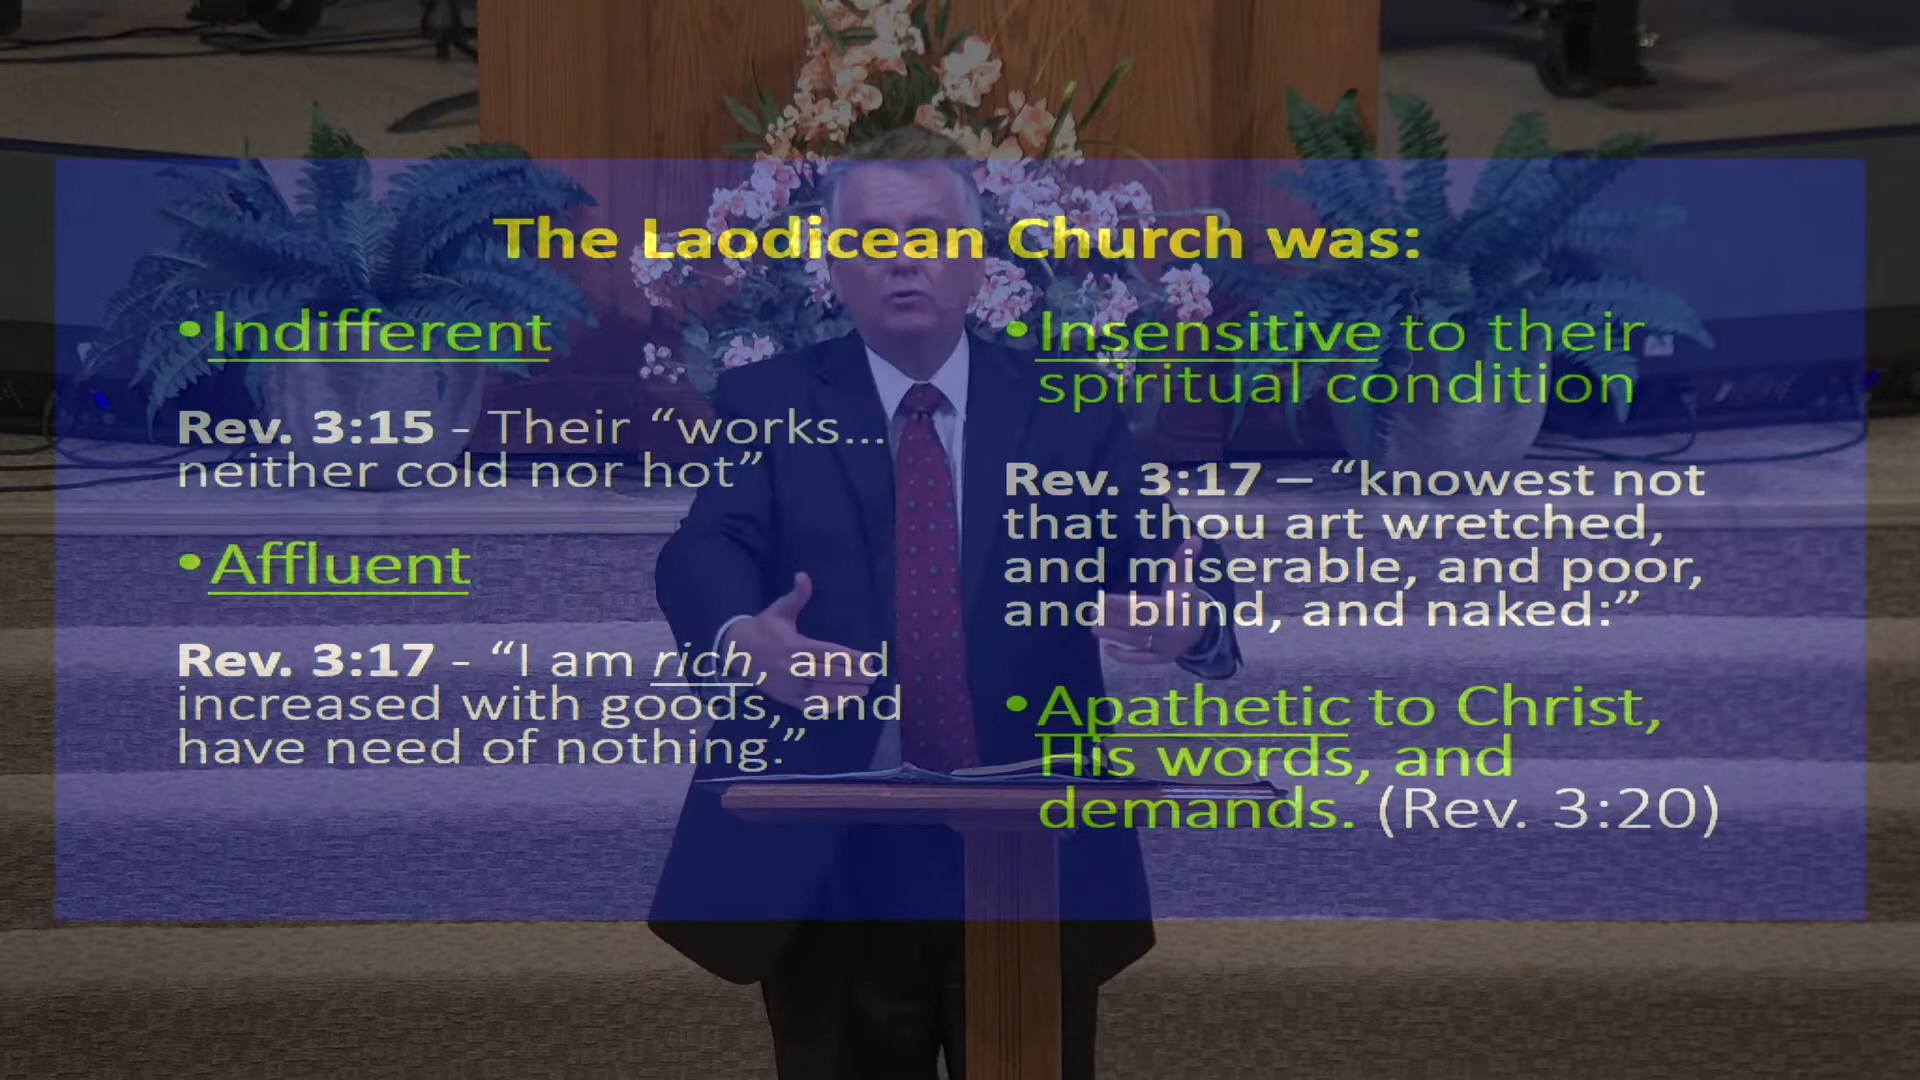 The Laodicean Church was:
•Indifferent
Rev. 3:15 - Their “works...
neither cold nor hot”
•Affluent
Rev. 3:17 - “I am rich, and
increased with goods, and
have need of nothing.”
•Insensitive to their
spiritual condition
Rev. 3:17 – “knowest not
that thou art wretched,
and miserable, and poor,
and blind, and naked:”
•Apathetic to Christ,
His words, and
demands. (Rev. 3:20)